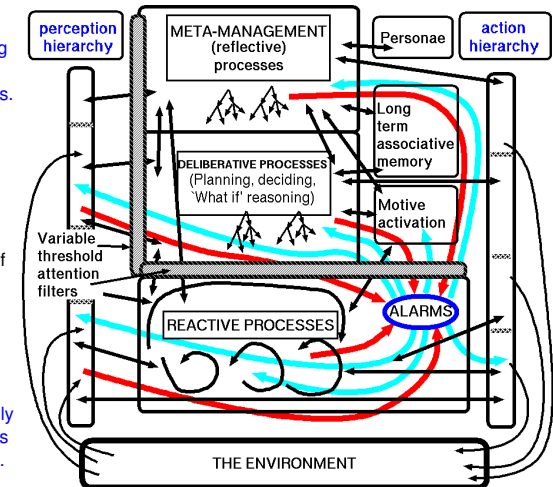 perception
hierarchy
META-MANAGEMENT
(reflective)
processes
Personae
action
hierarchy
Long
term
associative
memory
DELIBERATIVE PROCESSES
(Planning, deciding,
`What if' reasoning)
Motive
activation
Variable
threshold
attention
filters
ALARMS
REACTIVE PROCESSES
THE ENVIRONMENT
s.